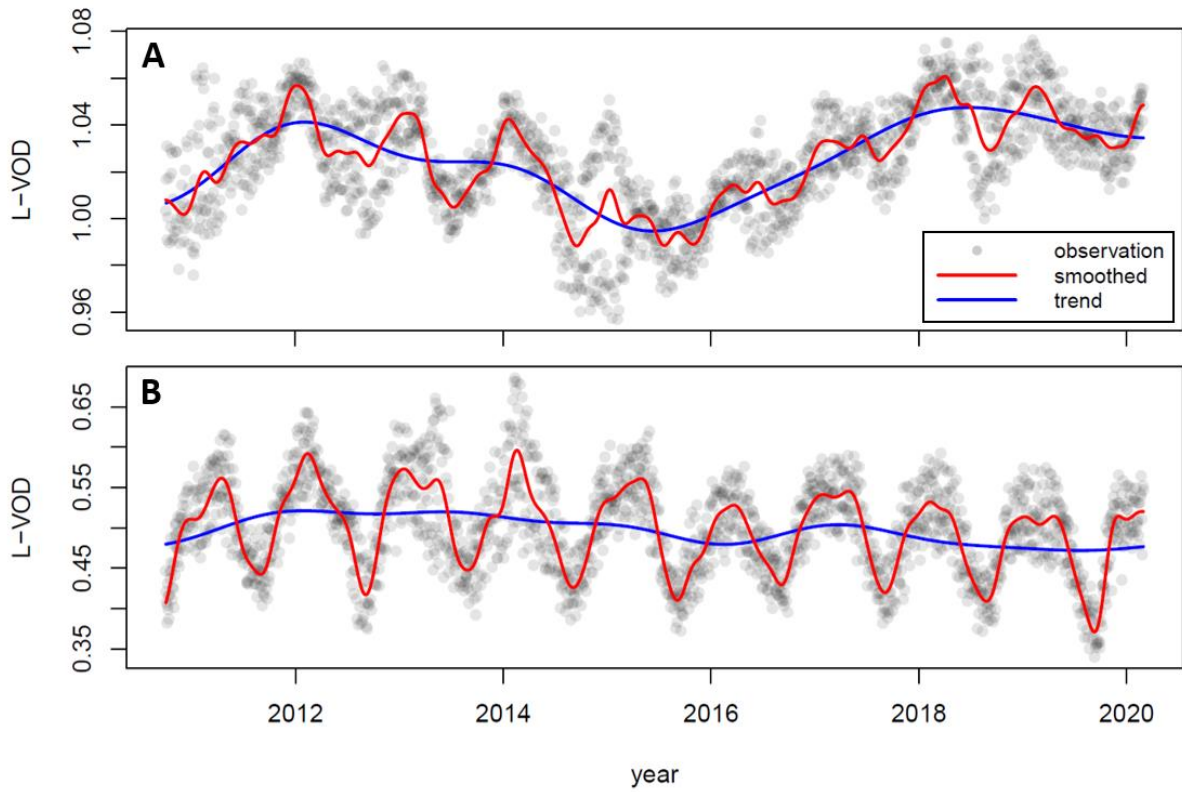 A
L−VOD
1.08
1.04
1.00
0.96
observation
smoothed
trend
B
L−VOD
0.65
0.55
0.45
0.35
2012 2014 2016 2018 2020
year